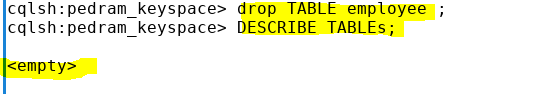 cqlsh:pedram_keyspace> drop TABLE employee ;
cqlsh:pedram_keyspace> DESCRIBE TABLEs;
<empty>